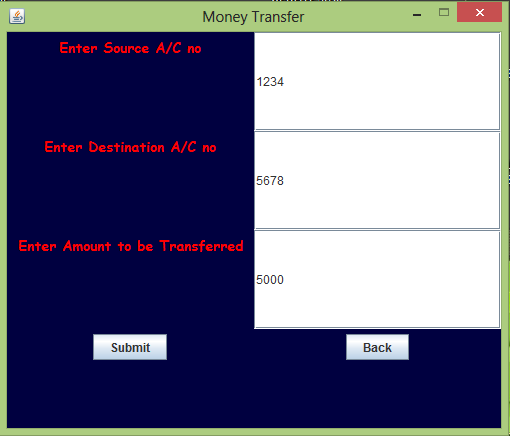 Money Transfer
Enter Source A/C no
1234
Enter Destination A/C no
5678
Enter Amount to be Transferred
5000
Submit
Back